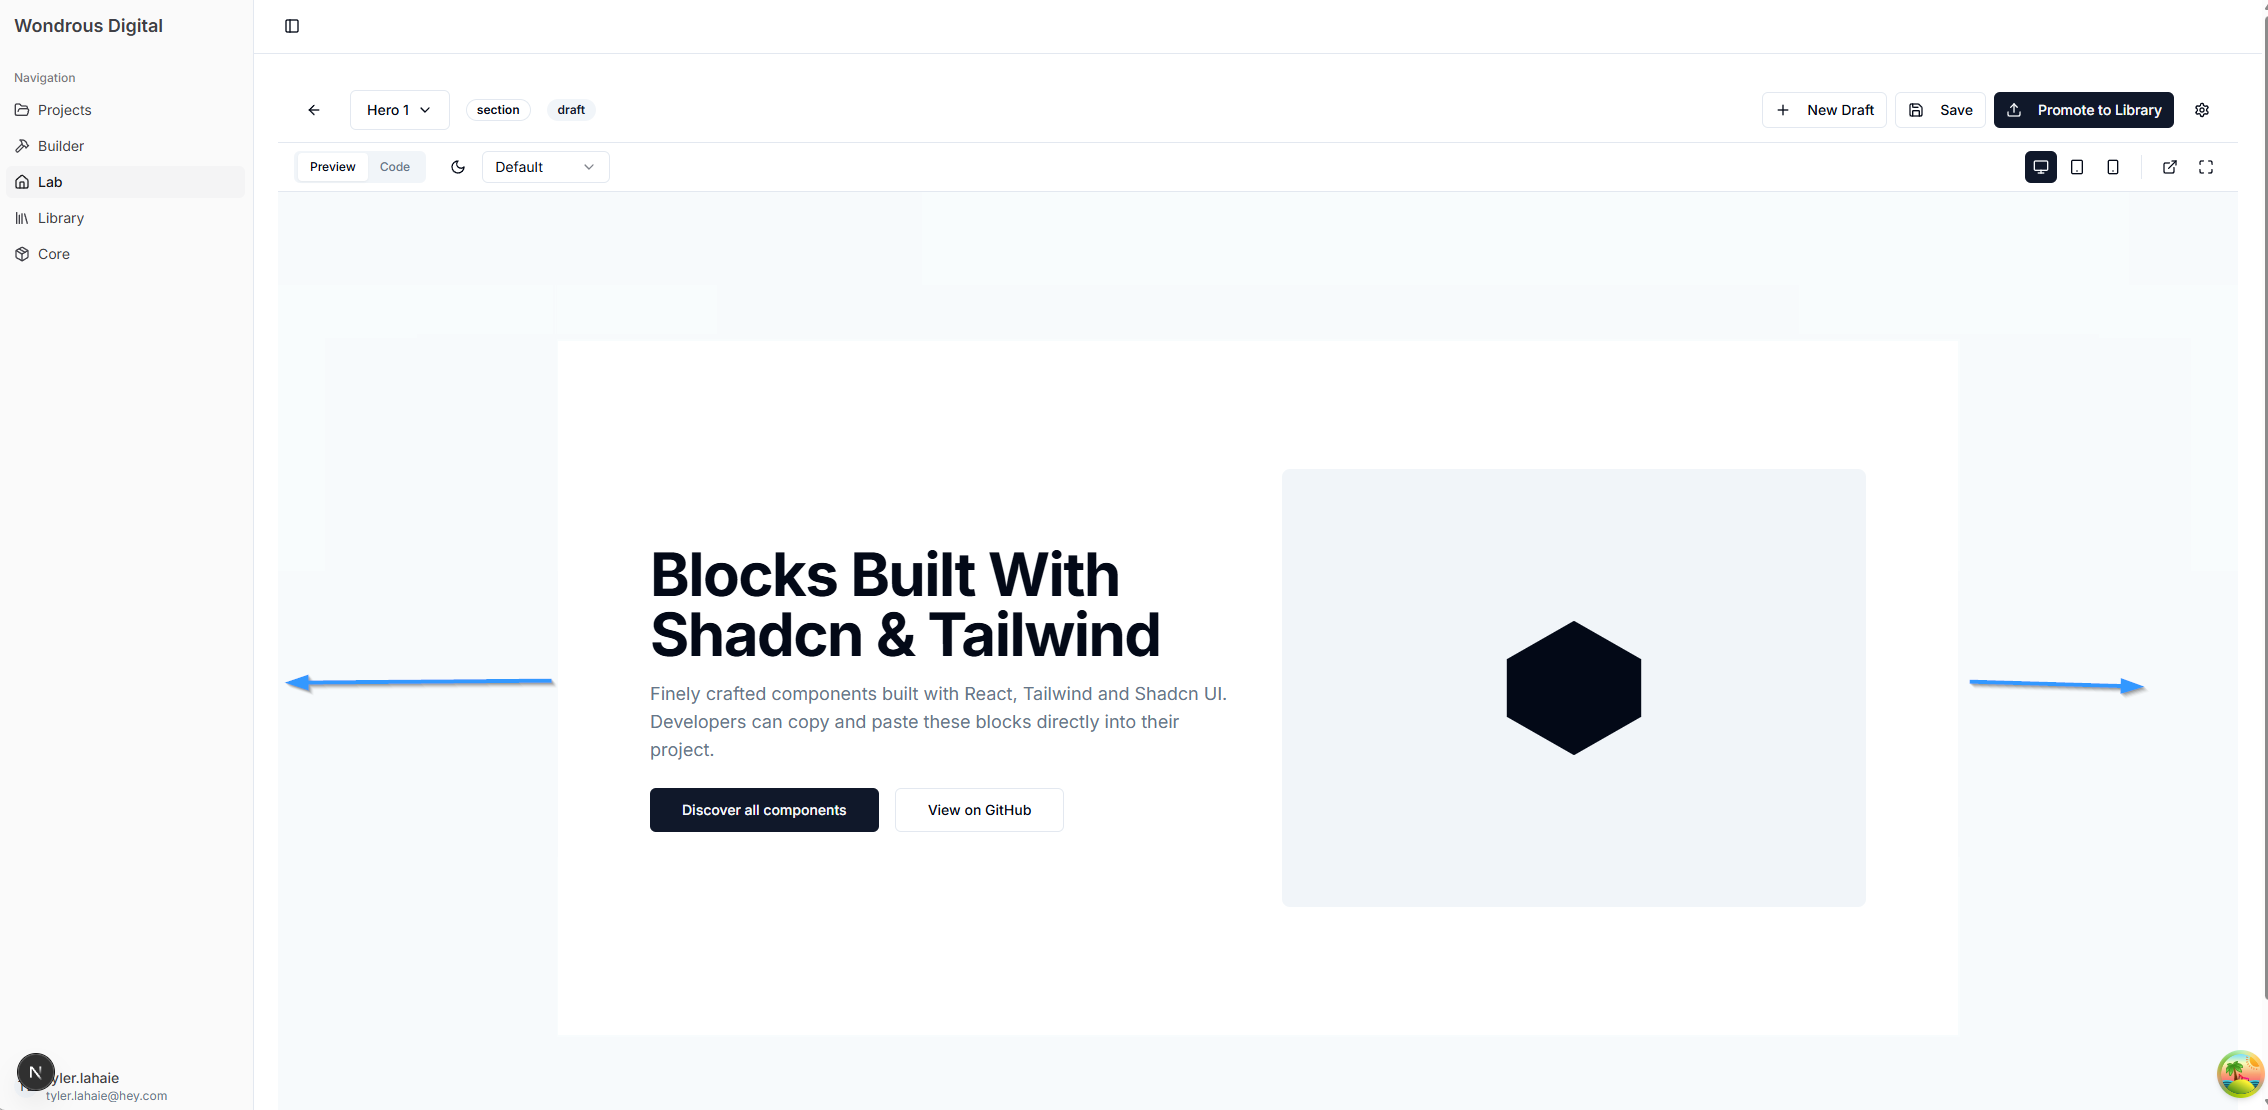 Wondrous Digital
Navigation
Projects
Builder
Lab
Library
Core
Hero 1
section
draft
New Draft
Save
Promote to Library
Preview
Code
Default
Blocks Built With
Shadcn & Tailwind
Finely crafted components built with React, Tailwind and Shadcn UI.
Developers can copy and paste these blocks directly into their
project.
Discover all components
View on GitHub
N
yler.lahaie
tyler.lahaie@hey.com